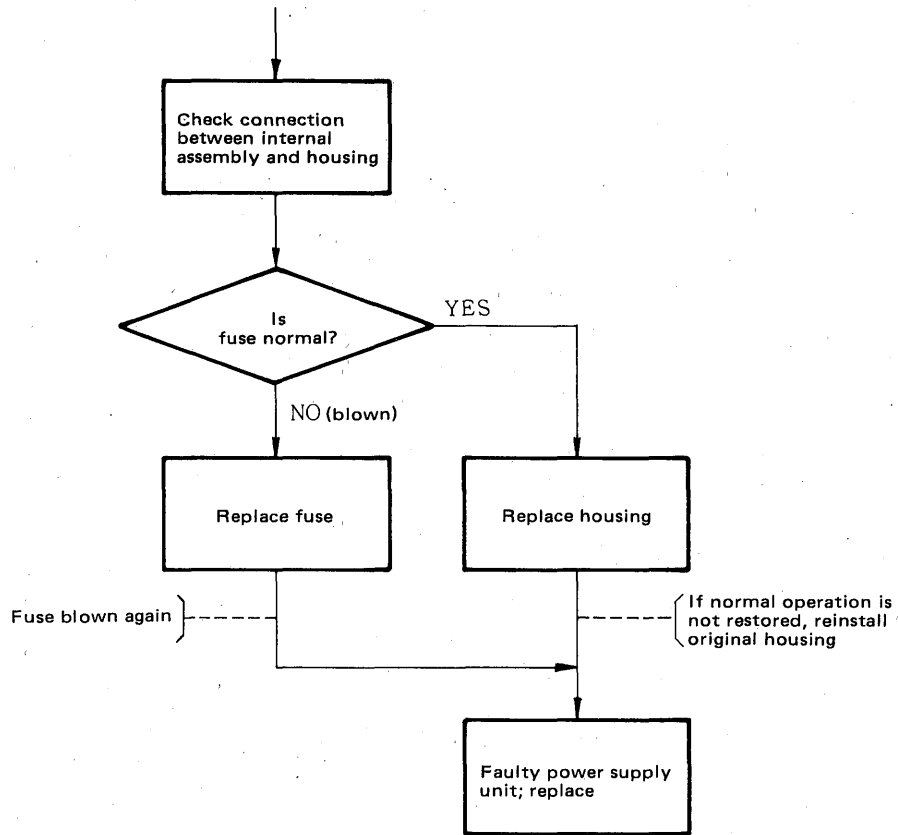 Check connection
between internal
assembly and housing
Is
fuse normal?
YES
NO (blown)
Replace fuse
Replace housing
Fuse blown again
If normal operation is
not restored, reinstall
original housing
Faulty power supply
unit; replace